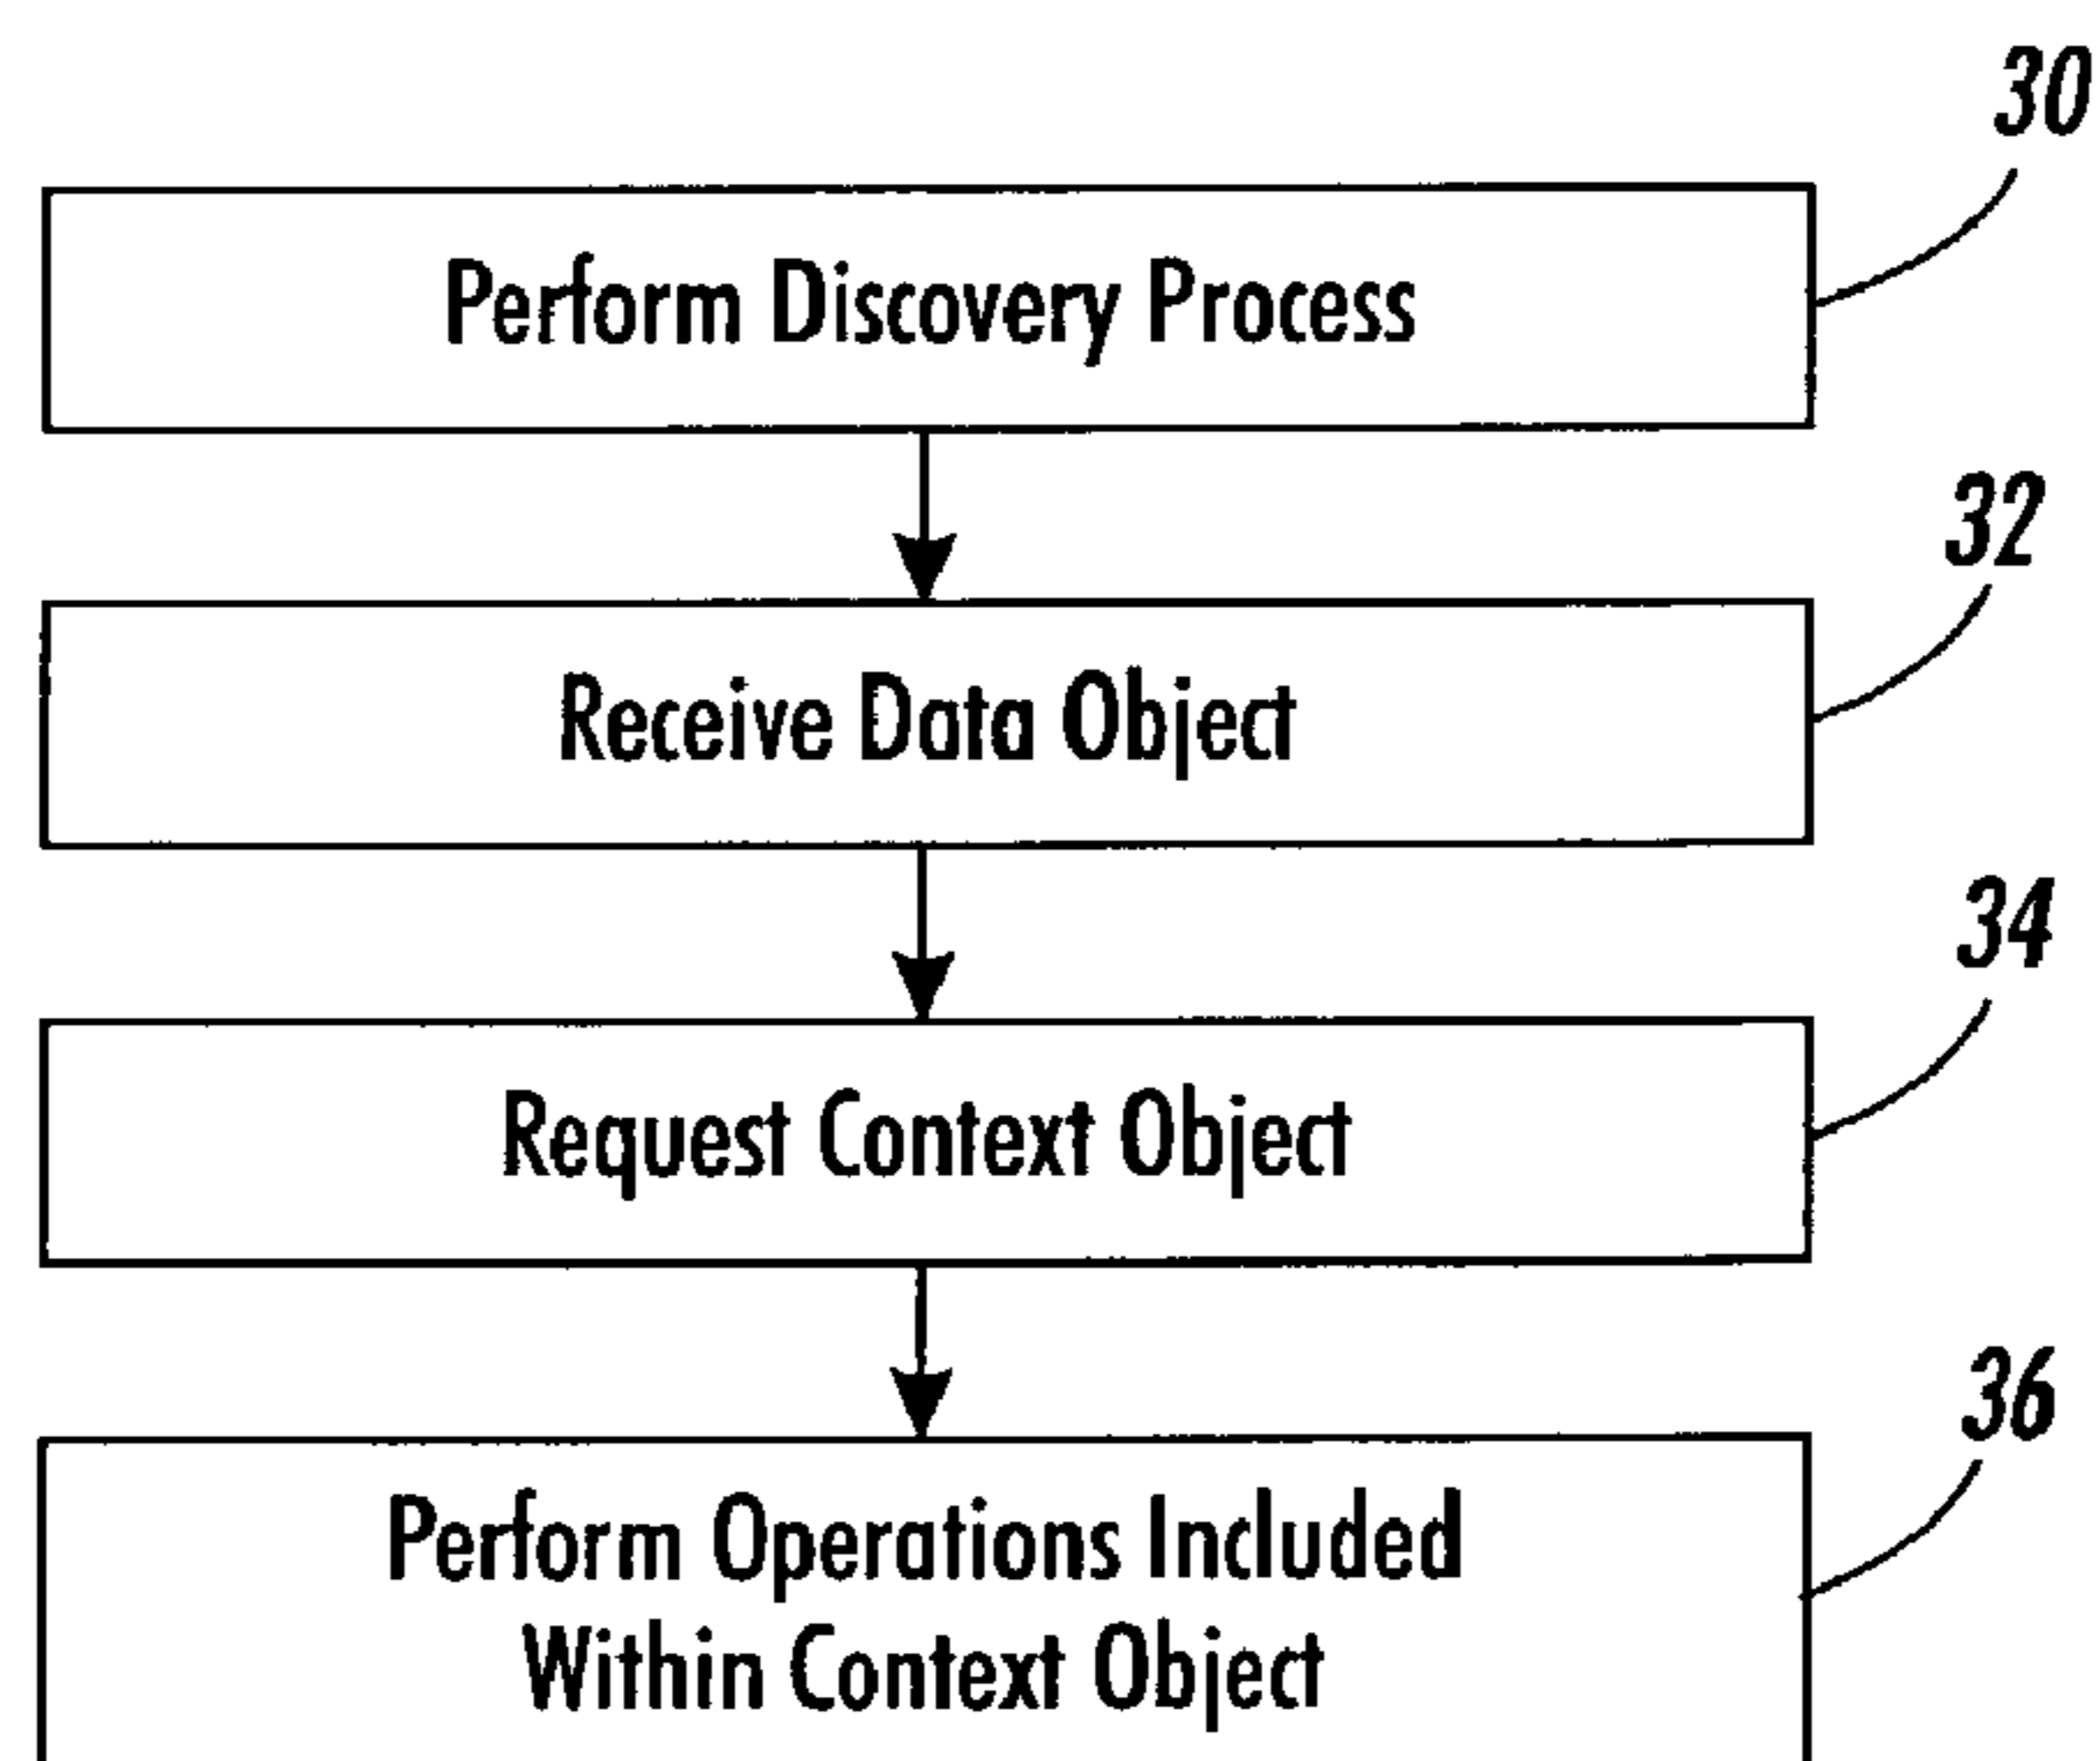 30
Perform Discovery Process
32
Receive Data Object
34
Request Context Object
36
Perform Operations Included
Within Context Object